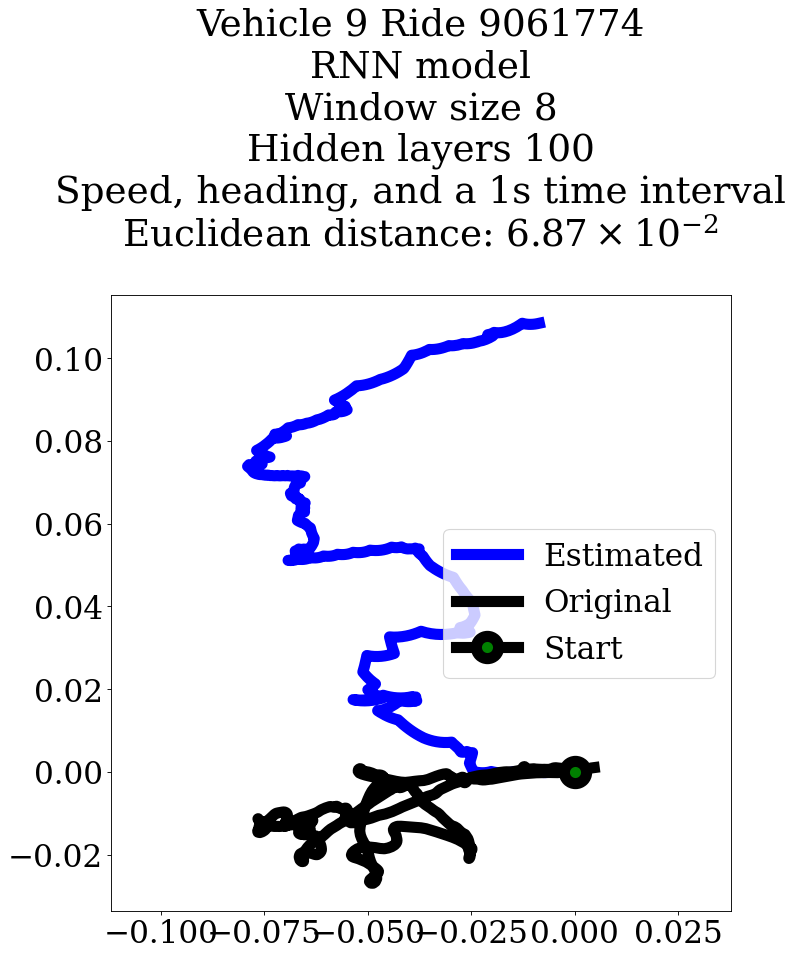 Vehicle 9 Ride 9061774
RNN model
Window size 8
Hidden layers 100
Speed, heading, and a 1s time interval
Euclidean distance: 6.87 × 10⁻²
0.10
0.08
0.06
0.04
0.02
0.00
−0.02
Estimated
Original
Start
−0.100 −0.075 −0.050 −0.025 0.000 0.025